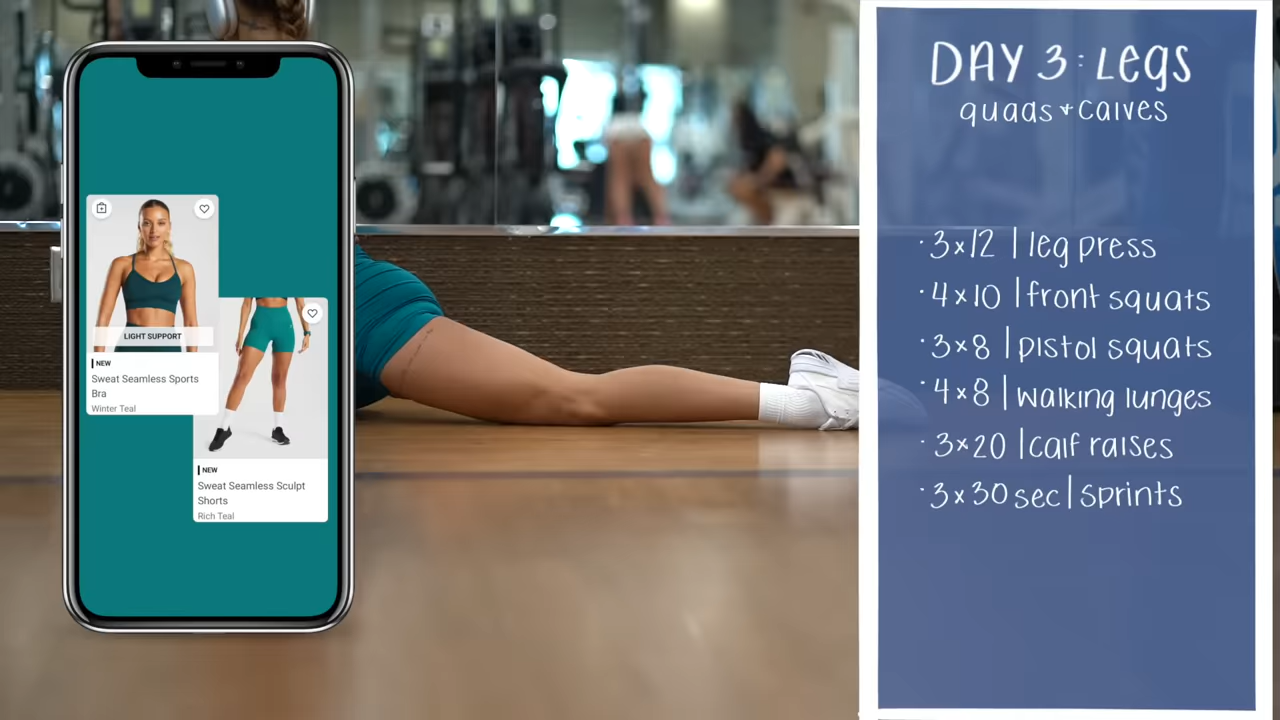 LIGHT SUPPORT
NEW
Sweat Seamless Sports
Bra
Winter Teal
NEW
Sweat Seamless Sculpt
Shorts
Rich Teal
DAY 3: Legs
quads + calves
· 3x12 | leg press
· 4x10 | front squats
· 3x8 | pistol squats
· 4x8 | walking lunges
· 3x20 | calf raises
· 3x30 sec | sprints